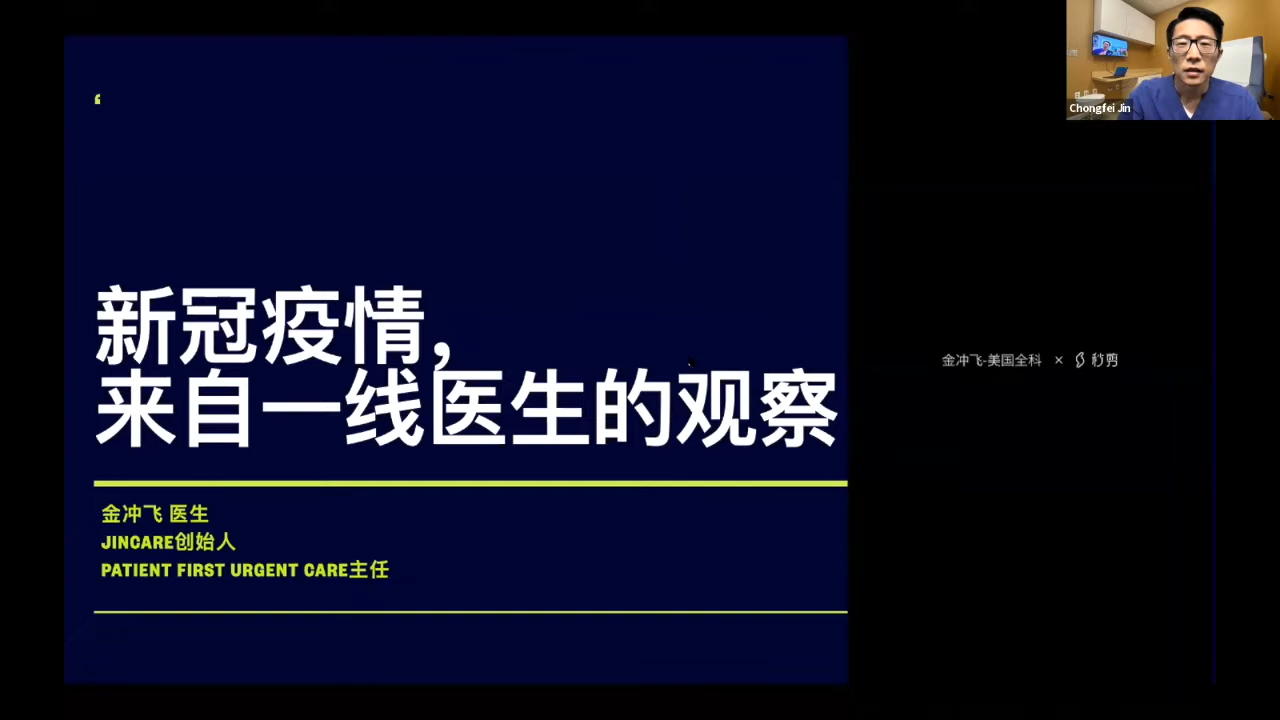 ‘
新冠疫情,
来自一线医生的观察
金冲飞 医生
JINCARE创始人
PATIENT FIRST URGENT CARE主任
Chongfei Jin
金冲飞-美国全科 × 秒剪